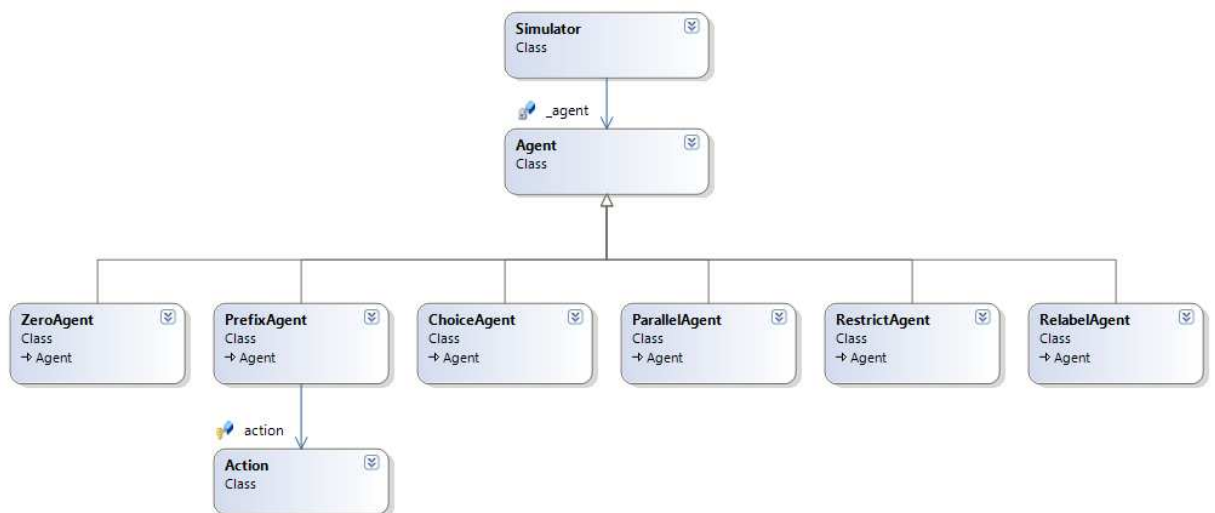 Simulator
Class
_agent
Agent
Class
ZeroAgent
Class
Agent
PrefixAgent
Class
Agent
ChoiceAgent
Class
Agent
ParallelAgent
Class
Agent
RestrictAgent
Class
Agent
RelabelAgent
Class
Agent
action
Action
Class